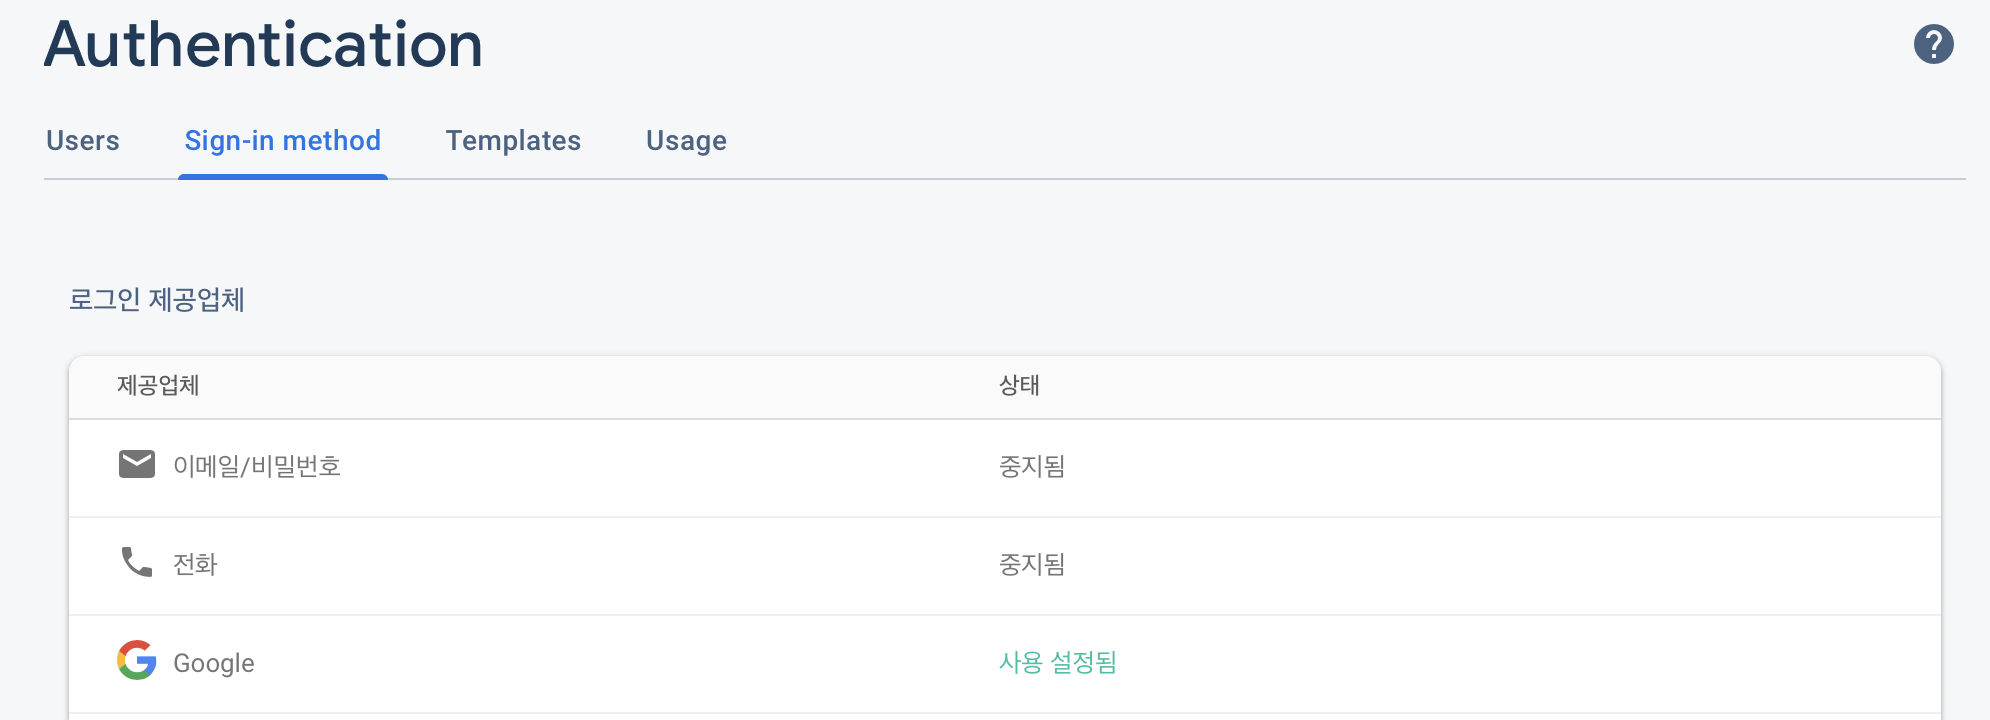 Authentication
?
Users Sign-in method Templates Usage
로그인 제공업체
제공업체 상태
이메일/비밀번호 중지됨
전화 중지됨
Google 사용 설정됨